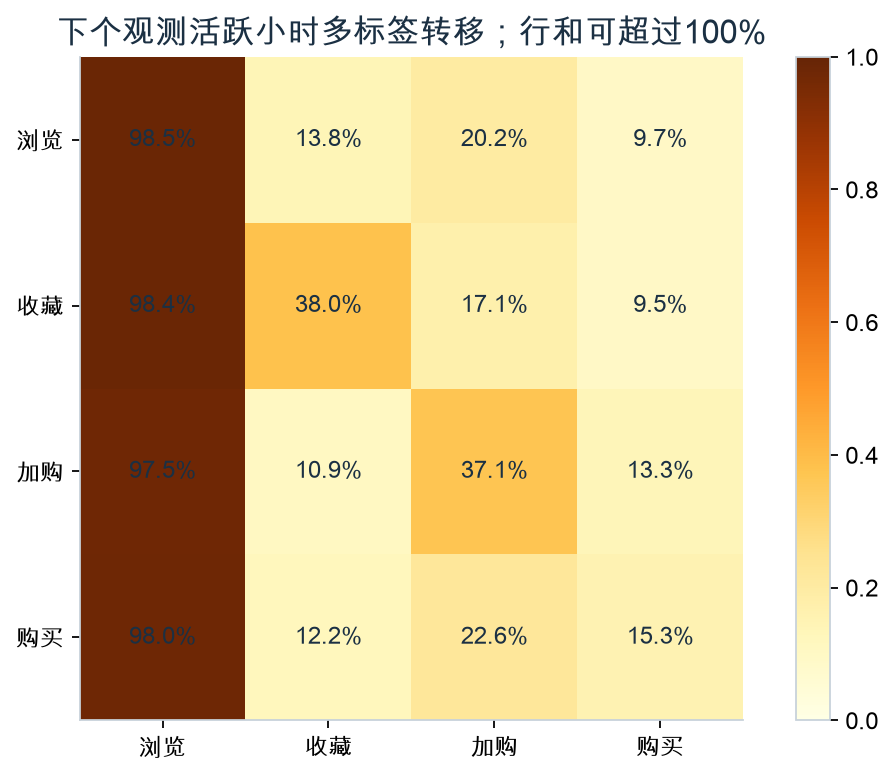 下个观测活跃小时多标签转移；行和可超过100%
浏览 98.5% 13.8% 20.2% 9.7%
收藏 98.4% 38.0% 17.1% 9.5%
加购 97.5% 10.9% 37.1% 13.3%
购买 98.0% 12.2% 22.6% 15.3%
浏览 收藏 加购 购买
1.0
0.8
0.6
0.4
0.2
0.0